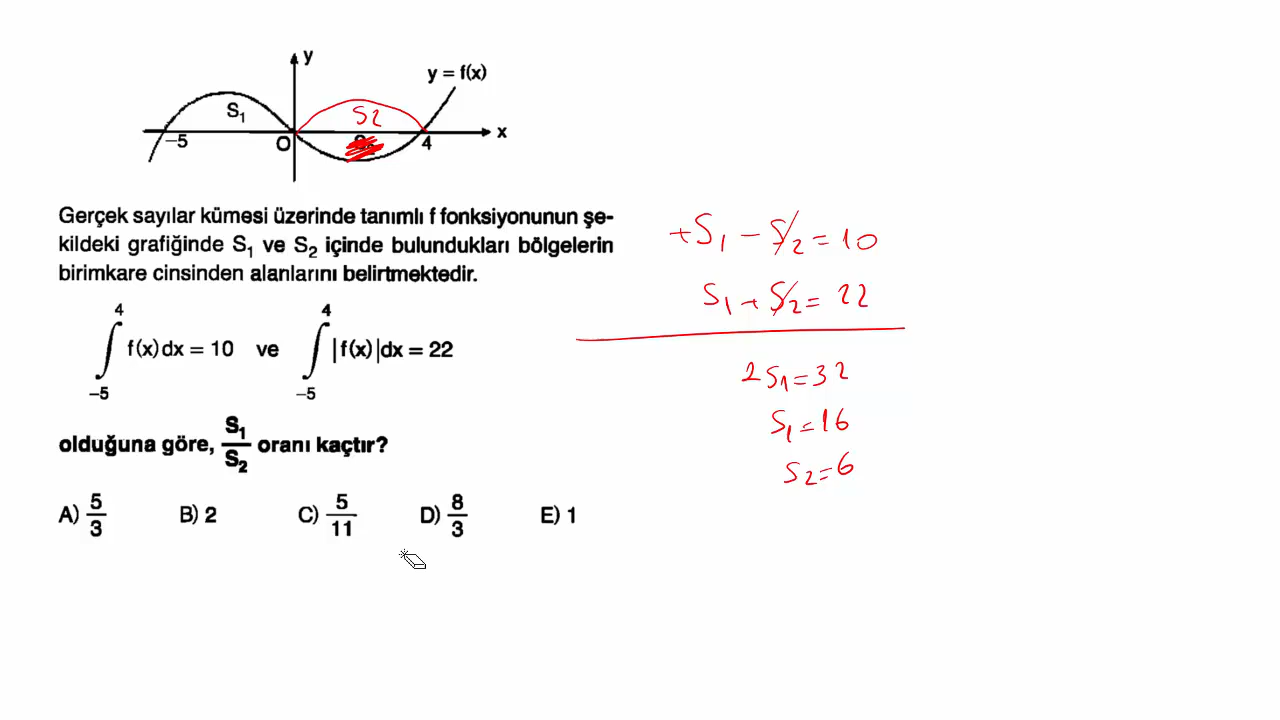 y
y = f(x)
S₁
S2
x
−5
O
4
Gerçek sayılar kümesi üzerinde tanımlı f fonksiyonunun şe-
kildeki grafiğinde S₁ ve S₂ içinde bulundukları bölgelerin
birimkare cinsinden alanlarını belirtmektedir.
∫₋₅⁴ f(x)dx = 10 ve ∫₋₅⁴ |f(x)|dx = 22
olduğuna göre, S₁/S₂ oranı kaçtır?
A) 5/3 B) 2 C) 5/11 D) 8/3 E) 1
+S₁ − S₂ = 10
S₁ + S₂ = 22
2S₁ = 32
S₁ = 16
S₂ = 6